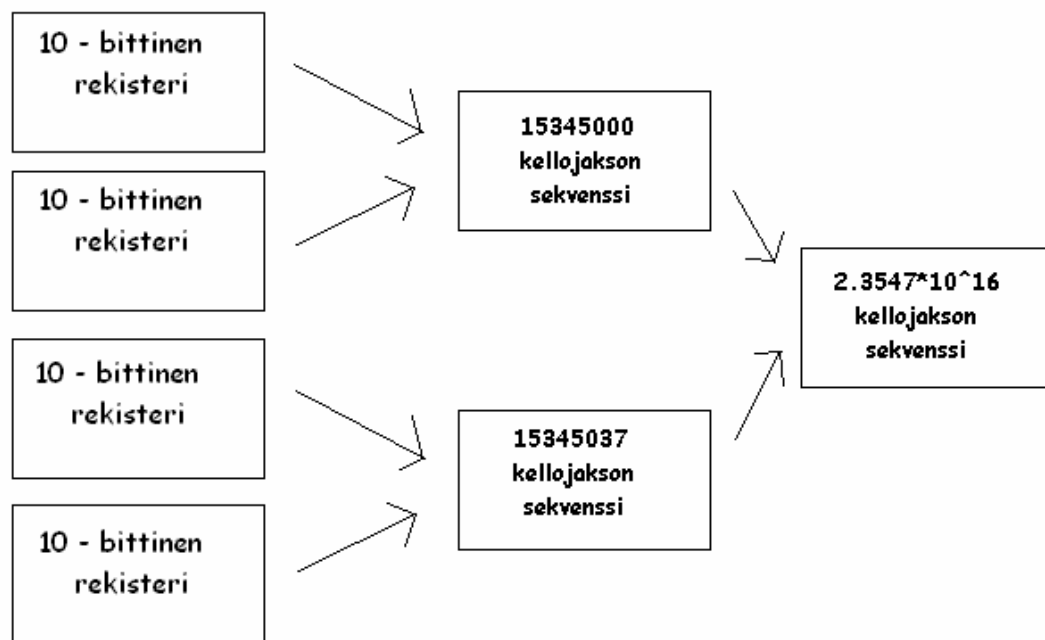 10 - bittinen
rekisteri
10 - bittinen
rekisteri
10 - bittinen
rekisteri
10 - bittinen
rekisteri
15345000
kellojakson
sekvenssi
15345037
kellojakson
sekvenssi
2.3547*10^16
kellojakson
sekvenssi